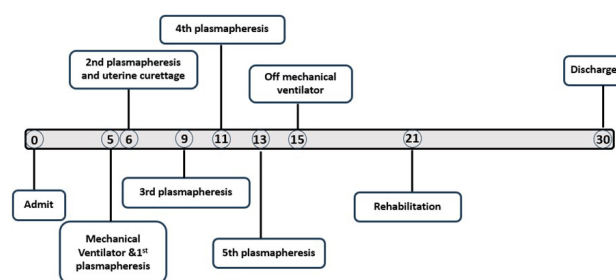 4th plasmapheresis
2nd plasmapheresis
and uterine curettage
Off mechanical
ventilator
Discharge
0 5 6 9 11 13 15 21 30
Admit
3rd plasmapheresis
Rehabilitation
Mechanical
Ventilator &1st
plasmapheresis
5th plasmapheresis